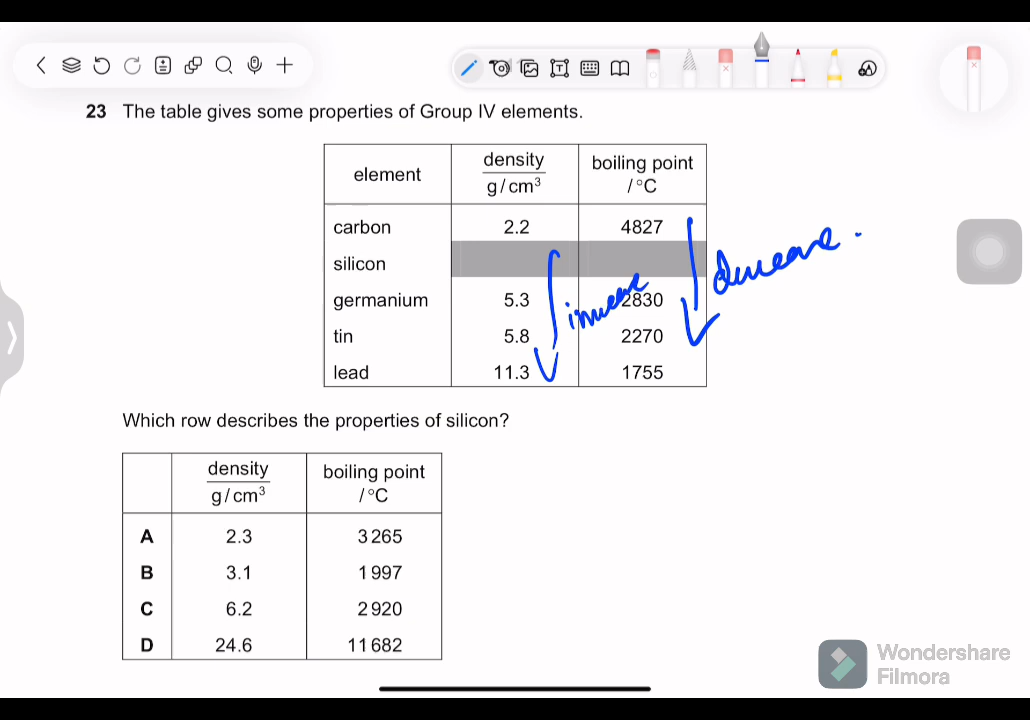 23 The table gives some properties of Group IV elements.
element density g/cm³ boiling point /°C
carbon 2.2 4827
silicon
germanium 5.3 2830
tin 5.8 2270
lead 11.3 1755
increase
decrease.
Which row describes the properties of silicon?
density g/cm³ boiling point /°C
A 2.3 3265
B 3.1 1997
C 6.2 2920
D 24.6 11682
Wondershare
Filmora